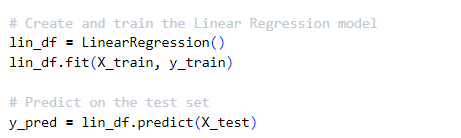 # Create and train the Linear Regression model
lin_df = LinearRegression()
lin_df.fit(X_train, y_train)
# Predict on the test set
y_pred = lin_df.predict(X_test)